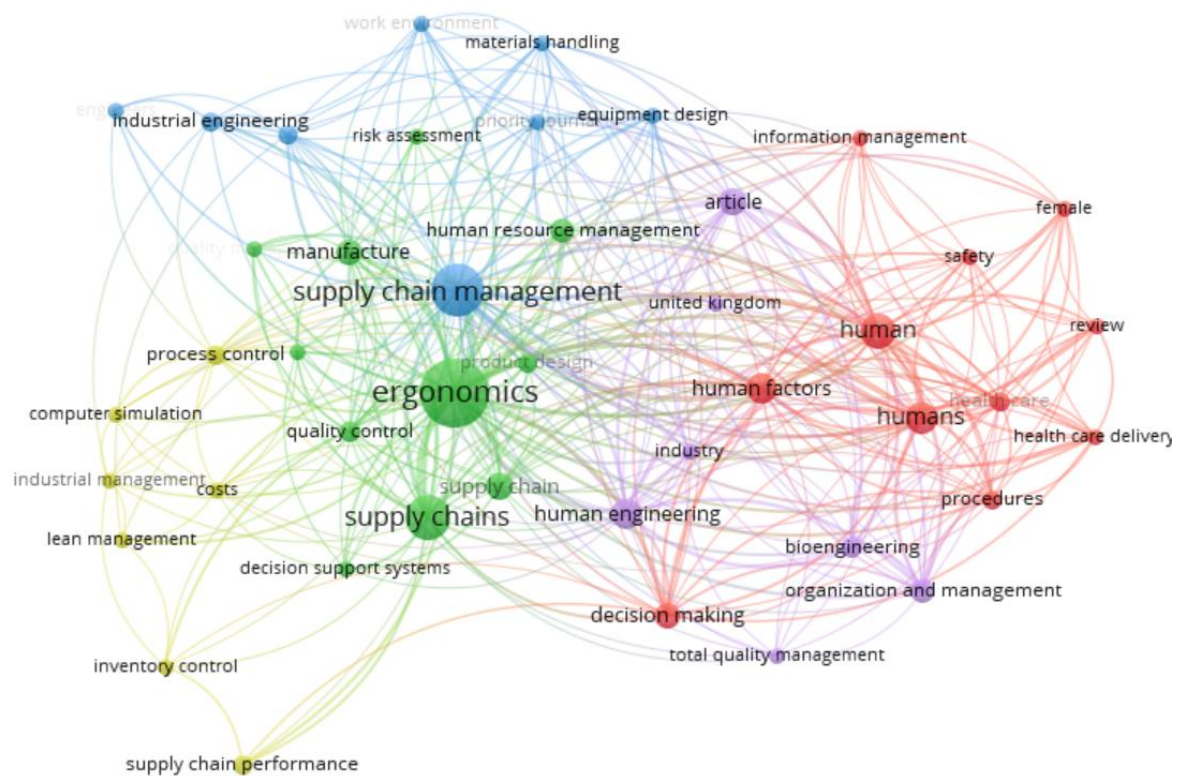 work environment
materials handling
engineers
industrial engineering
priority journal
equipment design
risk assessment
information management
article
female
human resource management
manufacture
safety
supply chain management
united kingdom
human
review
process control
product design
ergonomics
human factors
health care
computer simulation
humans
quality control
health care delivery
industry
industrial management
costs
supply chain
procedures
supply chains
human engineering
lean management
bioengineering
decision support systems
organization and management
decision making
total quality management
inventory control
supply chain performance